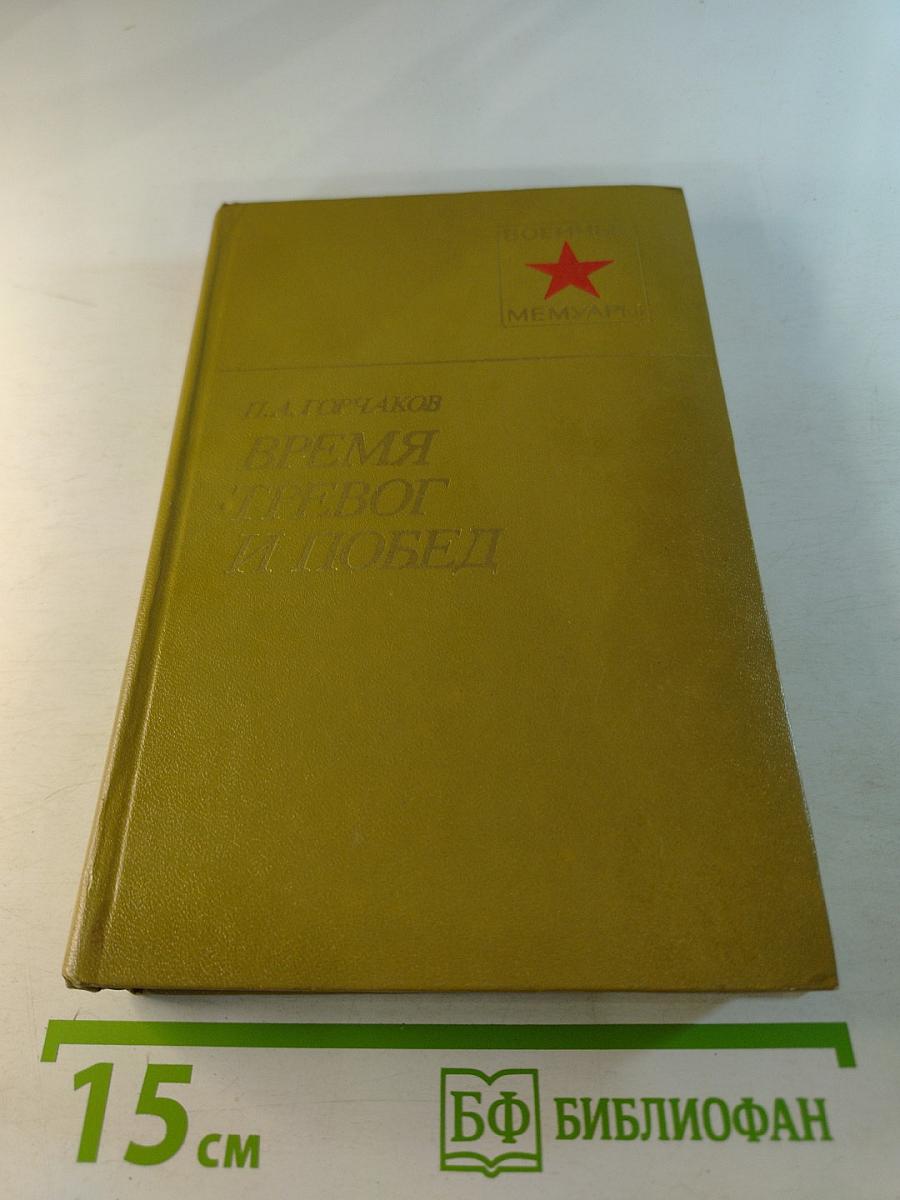 ВОЕННЫЕ
МЕМУАРЫ
П.А.ГОРЧАКОВ
ВРЕМЯ
ТРЕВОГ
И ПОБЕД
15 см
БФ БИБЛИОФАН